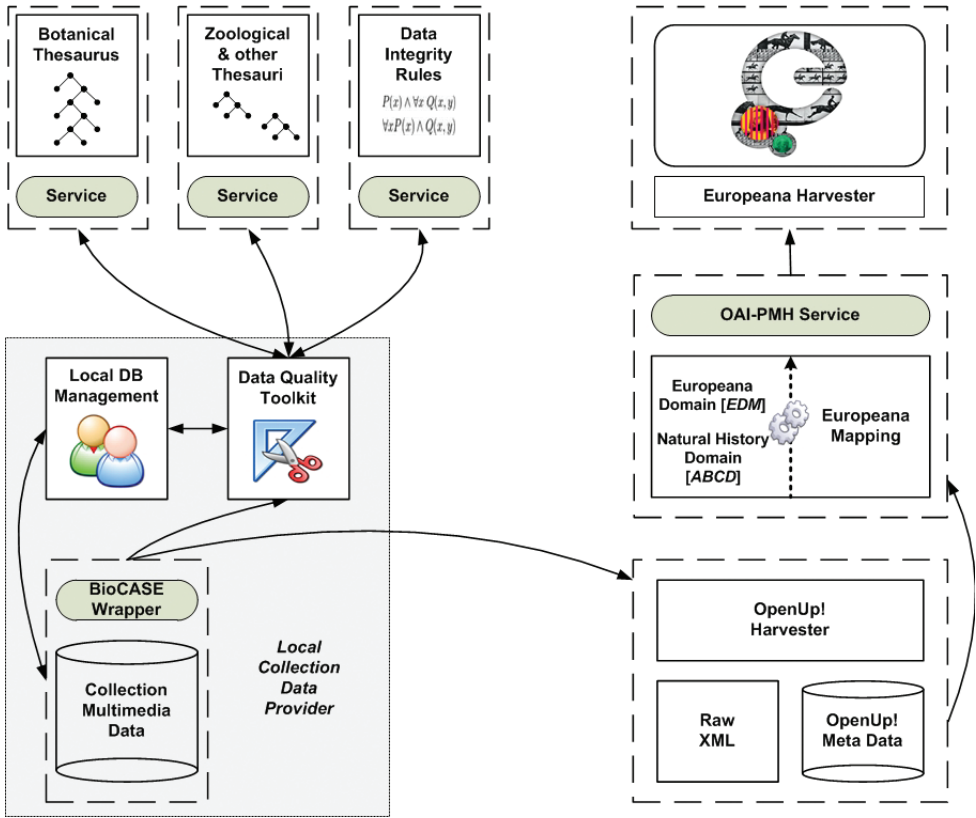 Botanical
Thesaurus
Service
Zoological
& other
Thesauri
Service
Data
Integrity
Rules
P(x) ∧ ∀x Q(x, y)
∀xP(x) ∧ Q(x, y)
Service
Europeana Harvester
OAI-PMH Service
Europeana
Domain [EDM]
Natural History
Domain
[ABCD]
Europeana
Mapping
Local DB
Management
Data Quality
Toolkit
BioCASE
Wrapper
Collection
Multimedia
Data
Local
Collection
Data
Provider
OpenUp!
Harvester
Raw
XML
OpenUp!
Meta Data